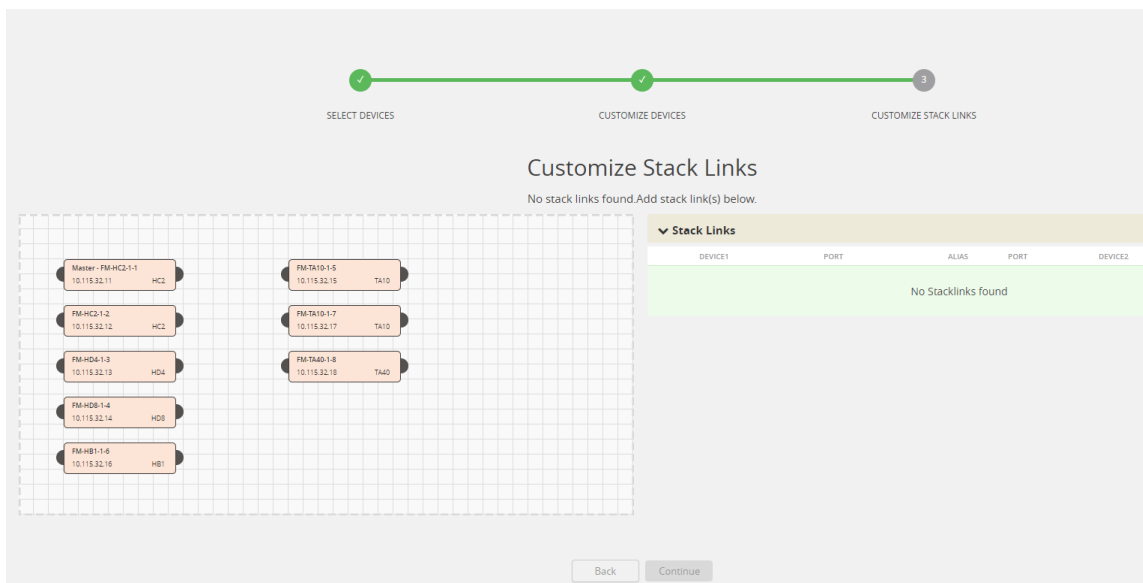 3
SELECT DEVICES
CUSTOMIZE DEVICES
CUSTOMIZE STACK LINKS
Customize Stack Links
No stack links found.Add stack link(s) below.
Master - FM-HC2-1-1
10.115.32.11 HC2
FM-HC2-1-2
10.115.32.12 HC2
FM-HD4-1-3
10.115.32.13 HD4
FM-HD8-1-4
10.115.32.14 HD8
FM-HB1-1-6
10.115.32.16 HB1
FM-TA10-1-5
10.115.32.15 TA10
FM-TA10-1-7
10.115.32.17 TA10
FM-TA40-1-8
10.115.32.18 TA40
Stack Links
DEVICE1 PORT ALIAS PORT DEVICE2
No Stacklinks found
Back Continue